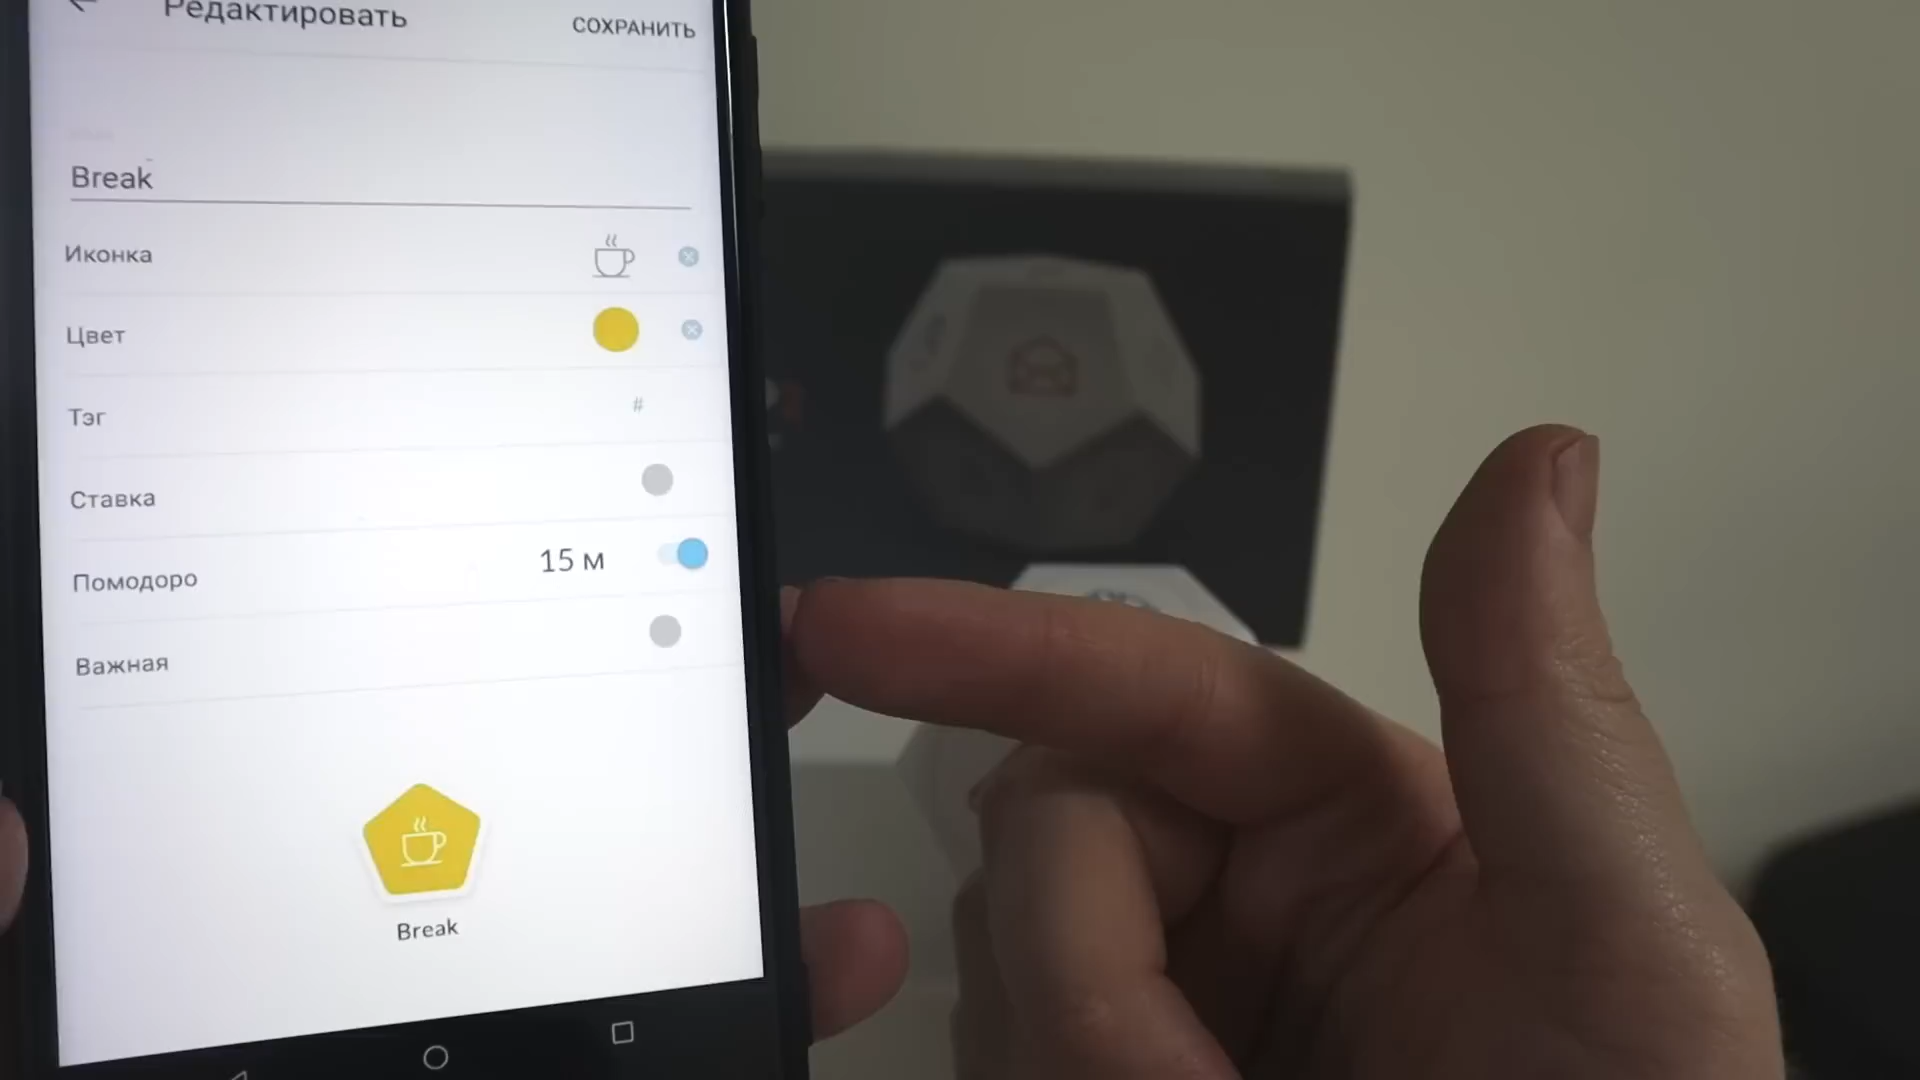 Редактировать
СОХРАНИТЬ
Break
Иконка
Цвет
Тэг #
Ставка
Помодоро 15 м
Важная
Break